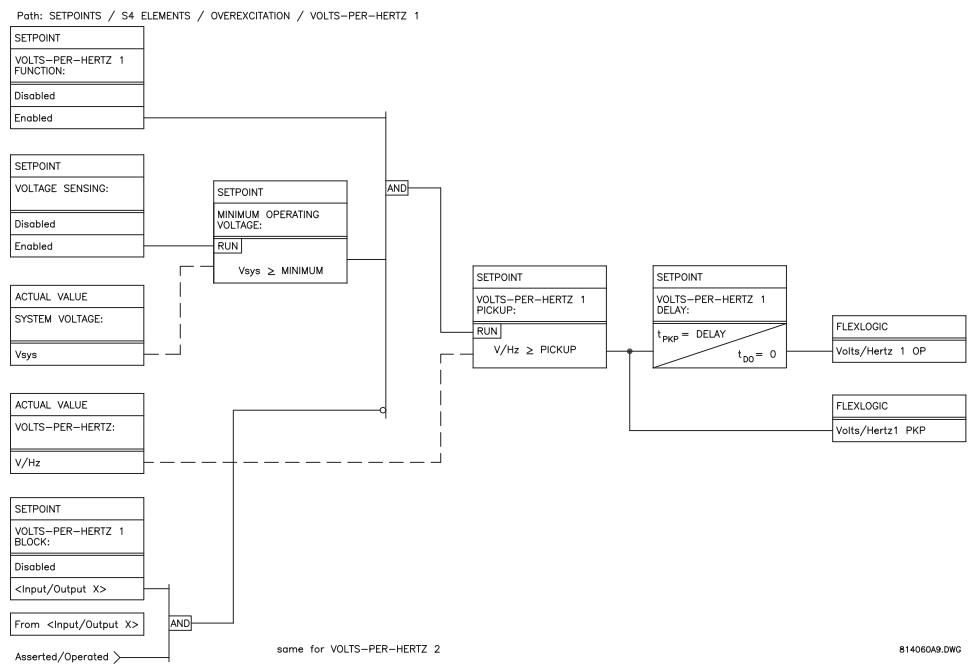 Path: SETPOINTS / S4 ELEMENTS / OVEREXCITATION / VOLTS-PER-HERTZ 1
SETPOINT
VOLTS-PER-HERTZ 1
FUNCTION:
Disabled
Enabled
SETPOINT
VOLTAGE SENSING:
Disabled
Enabled
SETPOINT
MINIMUM OPERATING
VOLTAGE:
RUN
Vsys ≥ MINIMUM
AND
ACTUAL VALUE
SYSTEM VOLTAGE:
Vsys
SETPOINT
VOLTS-PER-HERTZ 1
PICKUP:
RUN
V/Hz ≥ PICKUP
SETPOINT
VOLTS-PER-HERTZ 1
DELAY:
tPKP = DELAY
tDO = 0
FLEXLOGIC
Volts/Hertz 1 OP
FLEXLOGIC
Volts/Hertz1 PKP
ACTUAL VALUE
VOLTS-PER-HERTZ:
V/Hz
SETPOINT
VOLTS-PER-HERTZ 1
BLOCK:
Disabled
<Input/Output X>
From <Input/Output X>
AND
Asserted/Operated
same for VOLTS-PER-HERTZ 2
814060A9.DWG